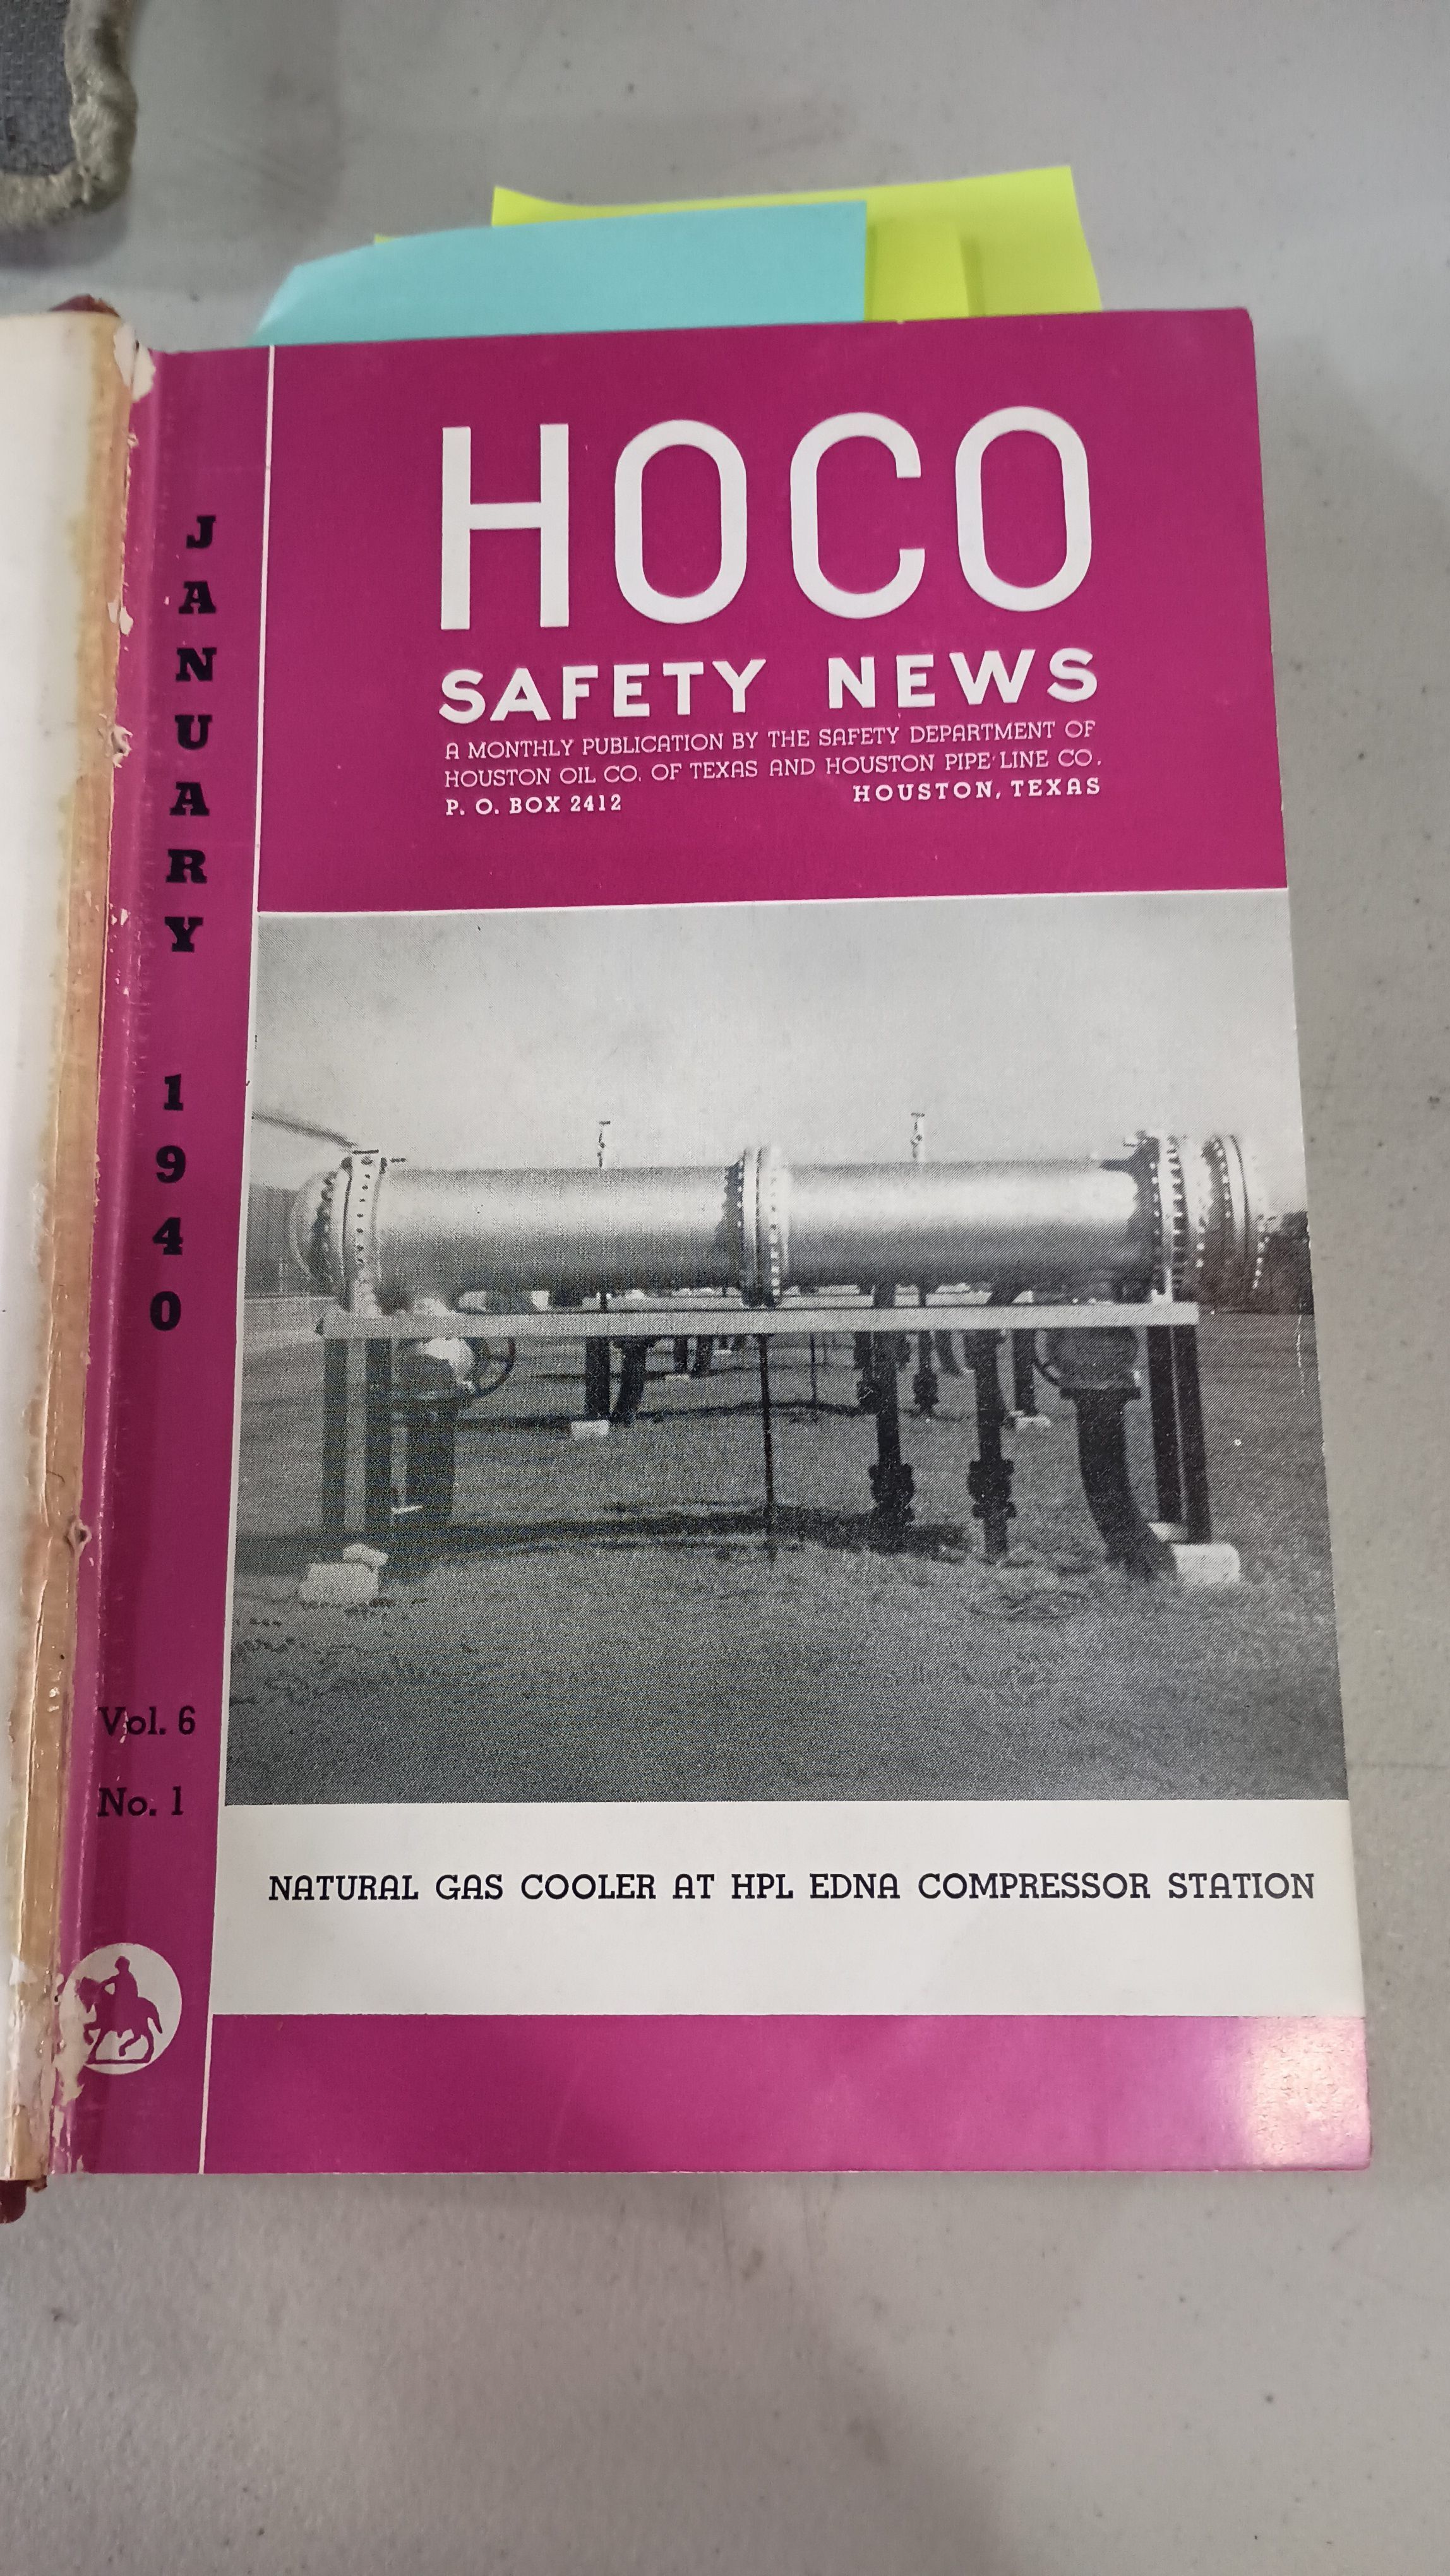 JANUARY 1940
HOCO
SAFETY NEWS
A MONTHLY PUBLICATION BY THE SAFETY DEPARTMENT OF
HOUSTON OIL CO. OF TEXAS AND HOUSTON PIPE LINE CO.
P. O. BOX 2412 HOUSTON, TEXAS
Vol. 6
No. 1
NATURAL GAS COOLER AT HPL EDNA COMPRESSOR STATION